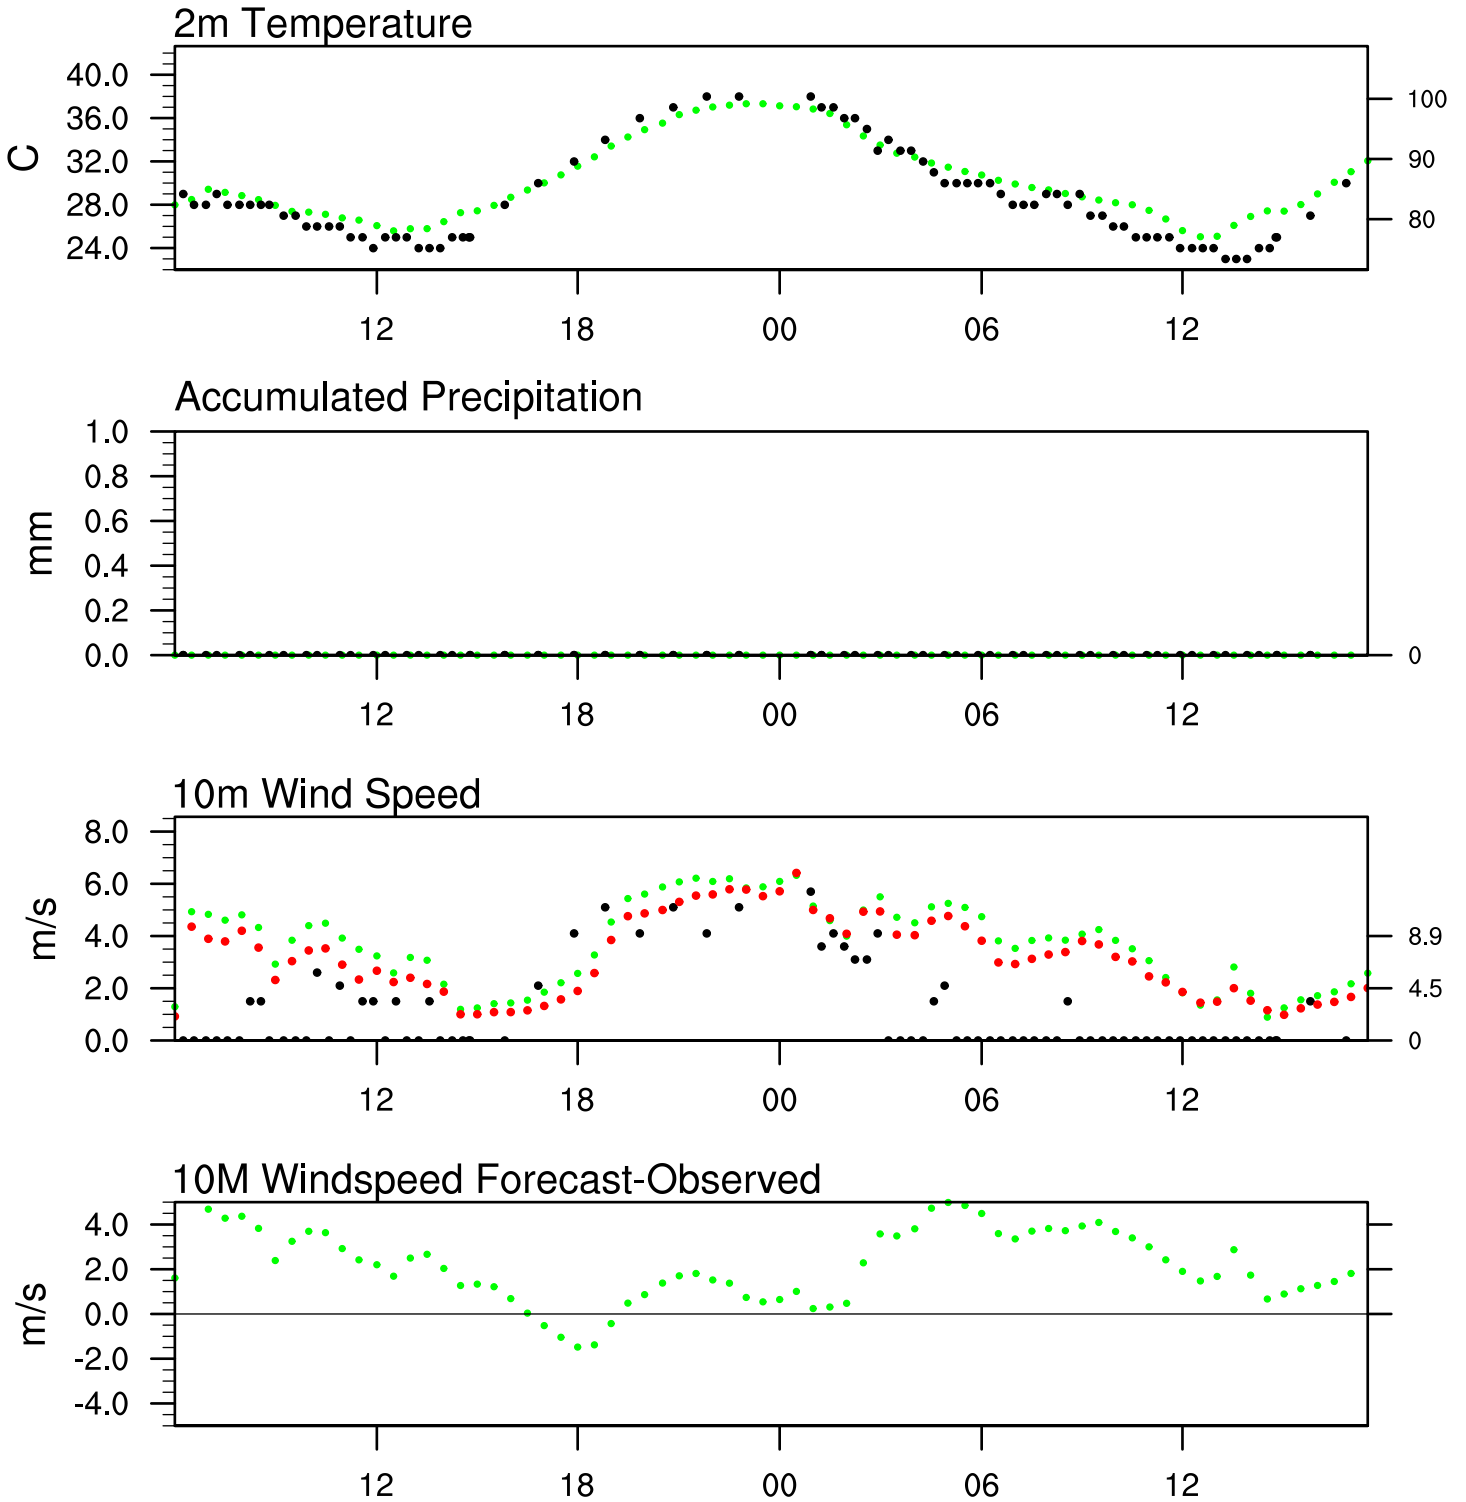 2m Temperature
40.0
36.0
32.0
28.0
24.0
C
100
90
80
12 18 00 06 12
Accumulated Precipitation
1.0
0.8
0.6
0.4
0.2
0.0
mm
0
12 18 00 06 12
10m Wind Speed
8.0
6.0
4.0
2.0
0.0
m/s
8.9
4.5
0
12 18 00 06 12
10M Windspeed Forecast-Observed
4.0
2.0
0.0
-2.0
-4.0
m/s
12 18 00 06 12